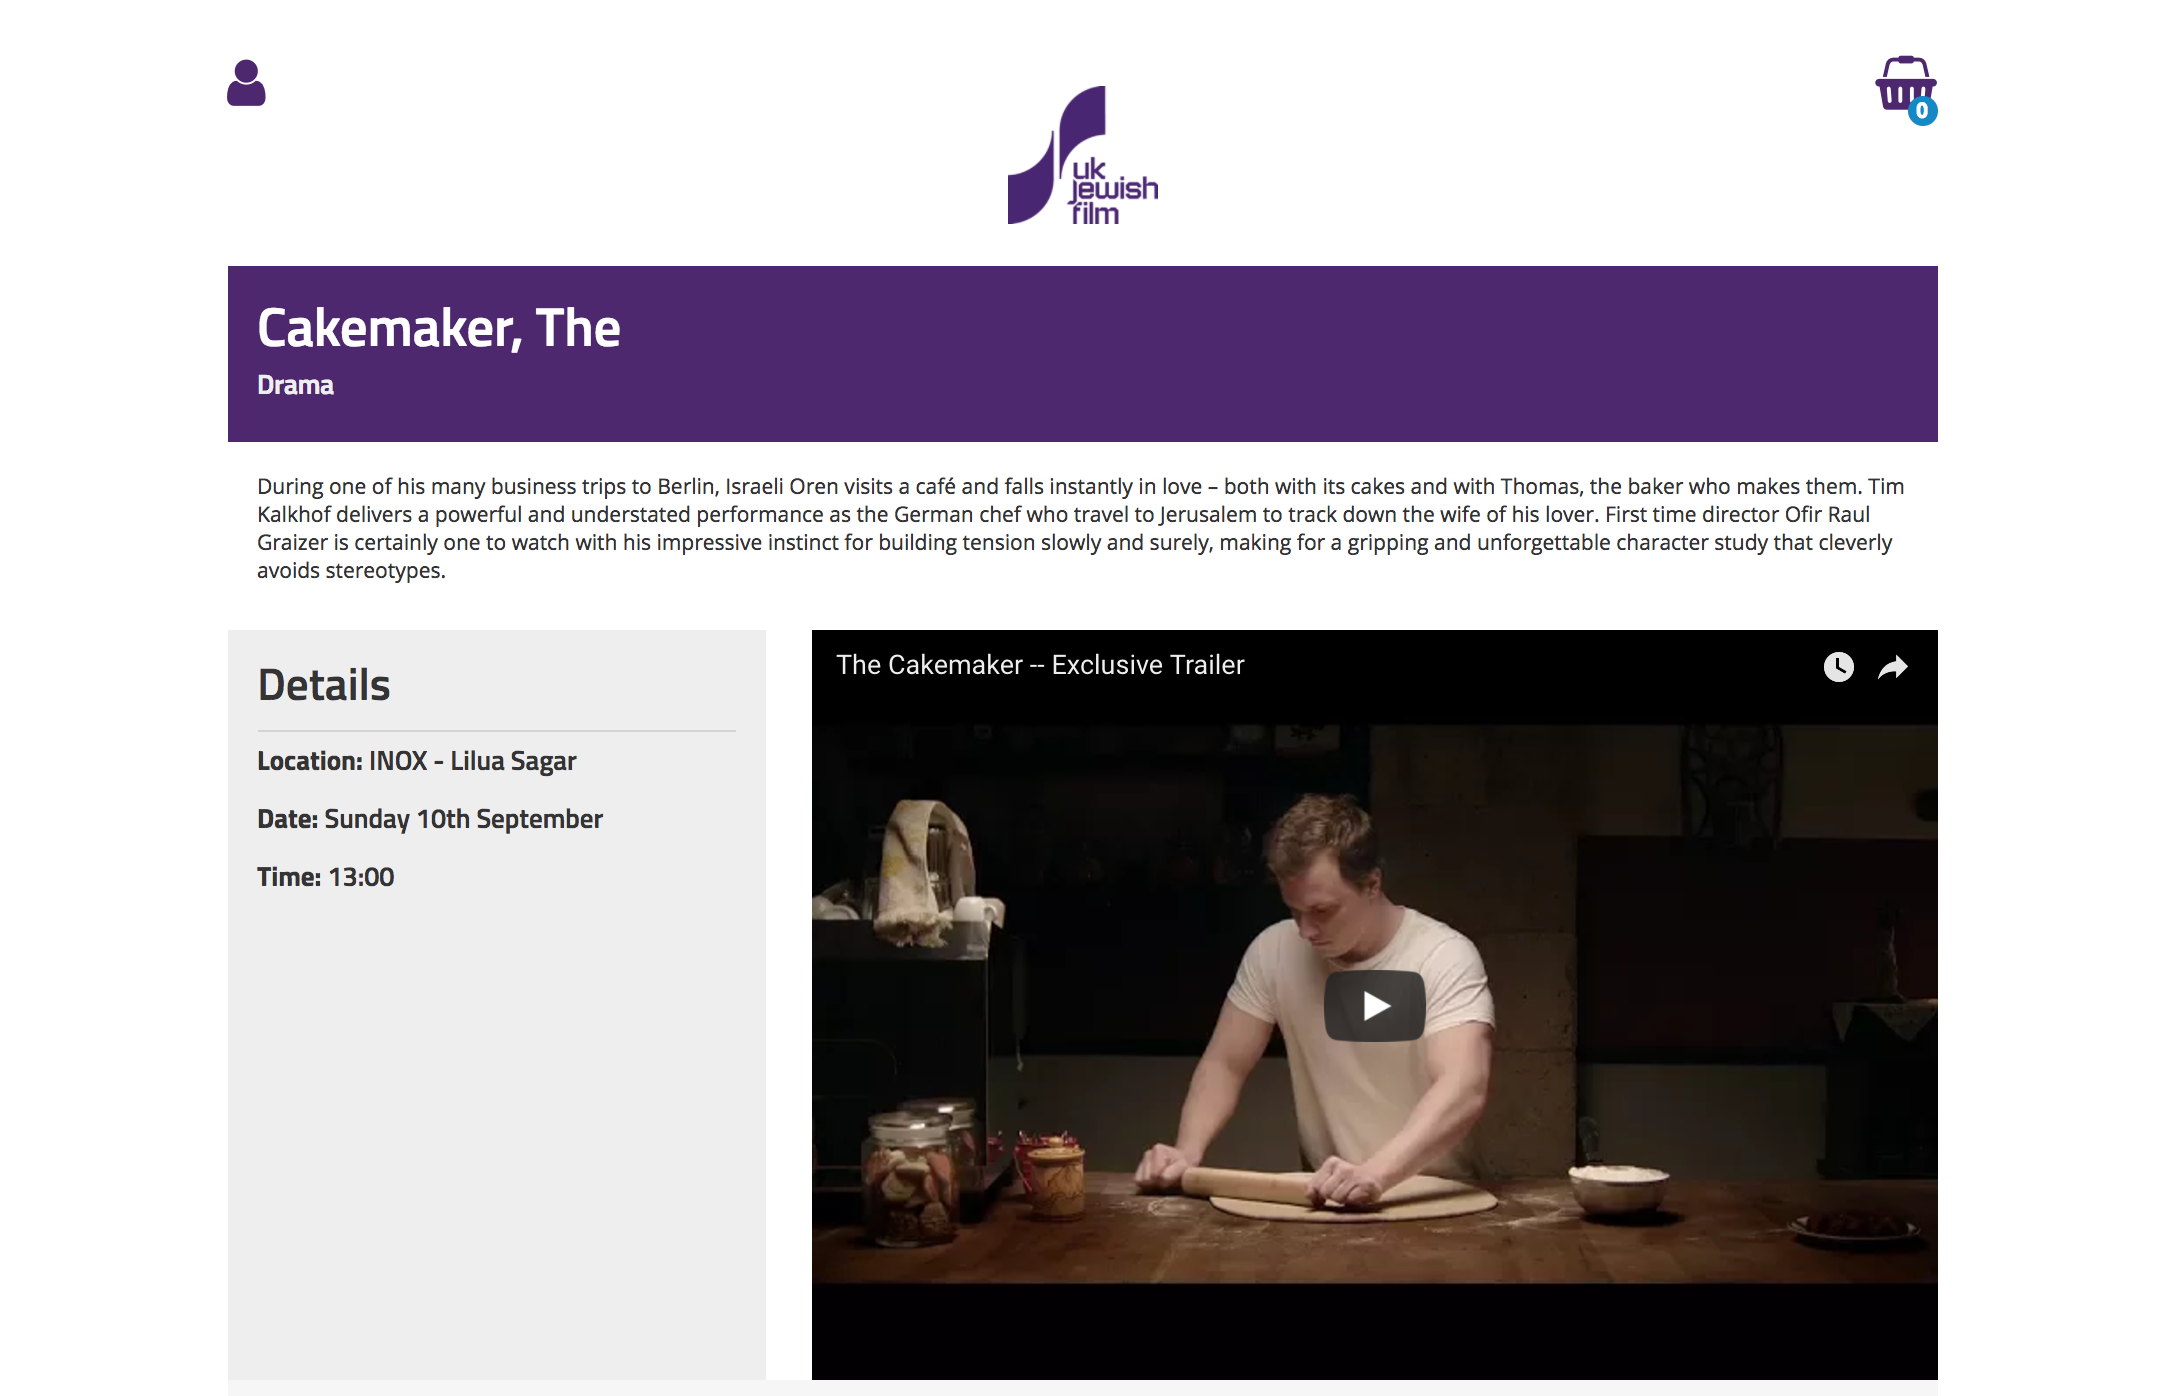 0
uk
jewish
film
Cakemaker, The
Drama
During one of his many business trips to Berlin, Israeli Oren visits a café and falls instantly in love – both with its cakes and with Thomas, the baker who makes them. Tim
Kalkhof delivers a powerful and understated performance as the German chef who travel to Jerusalem to track down the wife of his lover. First time director Ofir Raul
Graizer is certainly one to watch with his impressive instinct for building tension slowly and surely, making for a gripping and unforgettable character study that cleverly
avoids stereotypes.
Details
Location: INOX - Lilua Sagar
Date: Sunday 10th September
Time: 13:00
The Cakemaker -- Exclusive Trailer